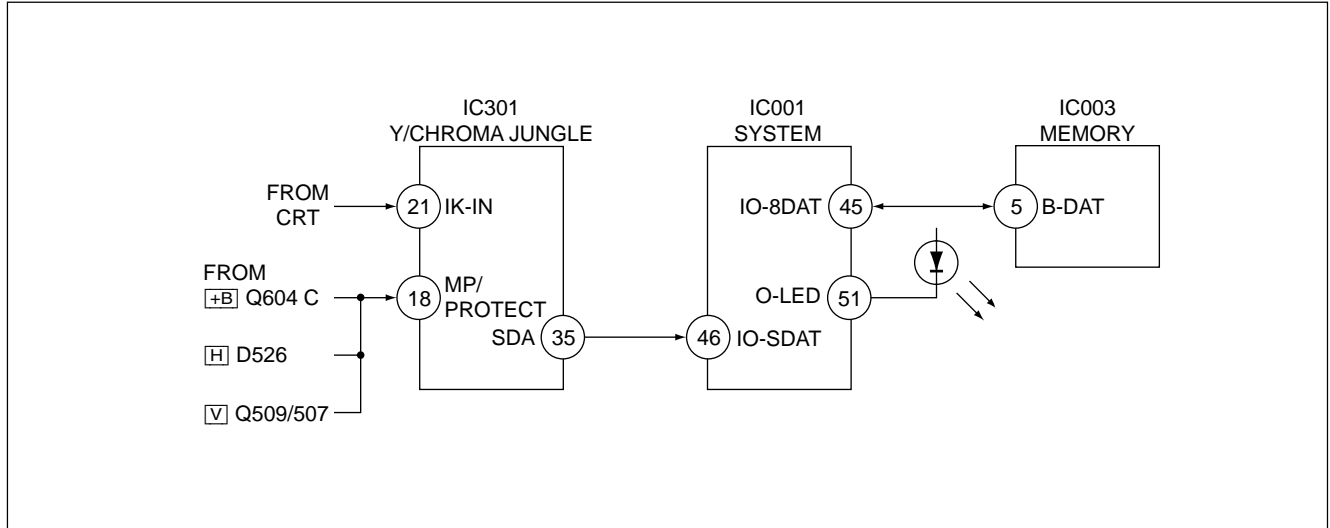 IC301
Y/CHROMA JUNGLE
IC001
SYSTEM
IC003
MEMORY
FROM
CRT
21
IK-IN
IO-8DAT
45
5
B-DAT
FROM
+B Q604 C
18
MP/
PROTECT
O-LED
51
SDA
35
46
IO-SDAT
H D526
V Q509/507